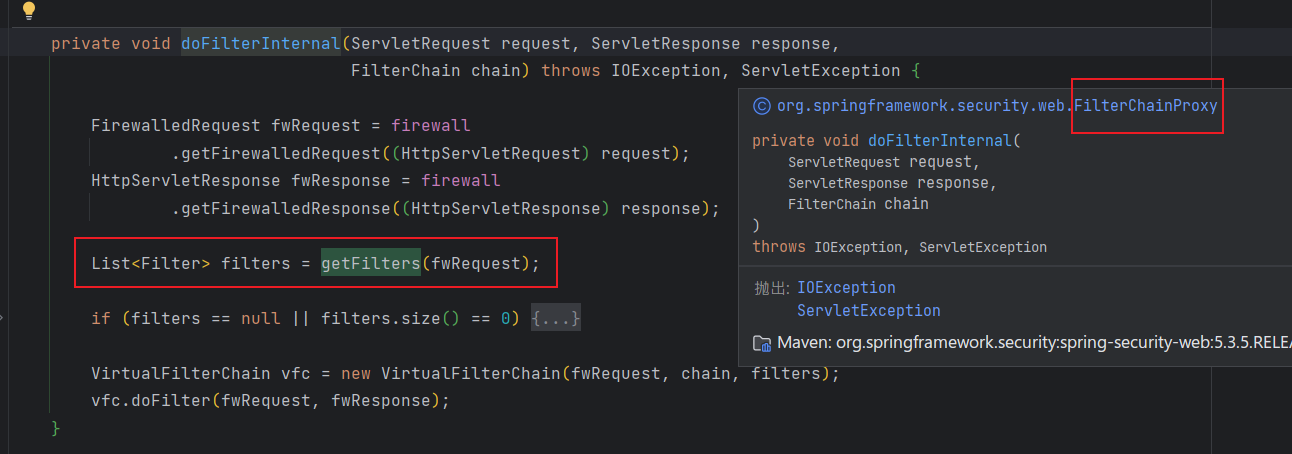 private void doFilterInternal(ServletRequest request, ServletResponse response,
FilterChain chain) throws IOException, ServletException {
FirewalledRequest fwRequest = firewall
.getFirewalledRequest((HttpServletRequest) request);
HttpServletResponse fwResponse = firewall
.getFirewalledResponse((HttpServletResponse) response);
List<Filter> filters = getFilters(fwRequest);
if (filters == null || filters.size() == 0) {...}
VirtualFilterChain vfc = new VirtualFilterChain(fwRequest, chain, filters);
vfc.doFilter(fwRequest, fwResponse);
}
org.springframework.security.web.FilterChainProxy
private void doFilterInternal(
ServletRequest request,
ServletResponse response,
FilterChain chain
)
throws IOException, ServletException
抛出: IOException
ServletException
Maven: org.springframework.security:spring-security-web:5.3.5.RELEA